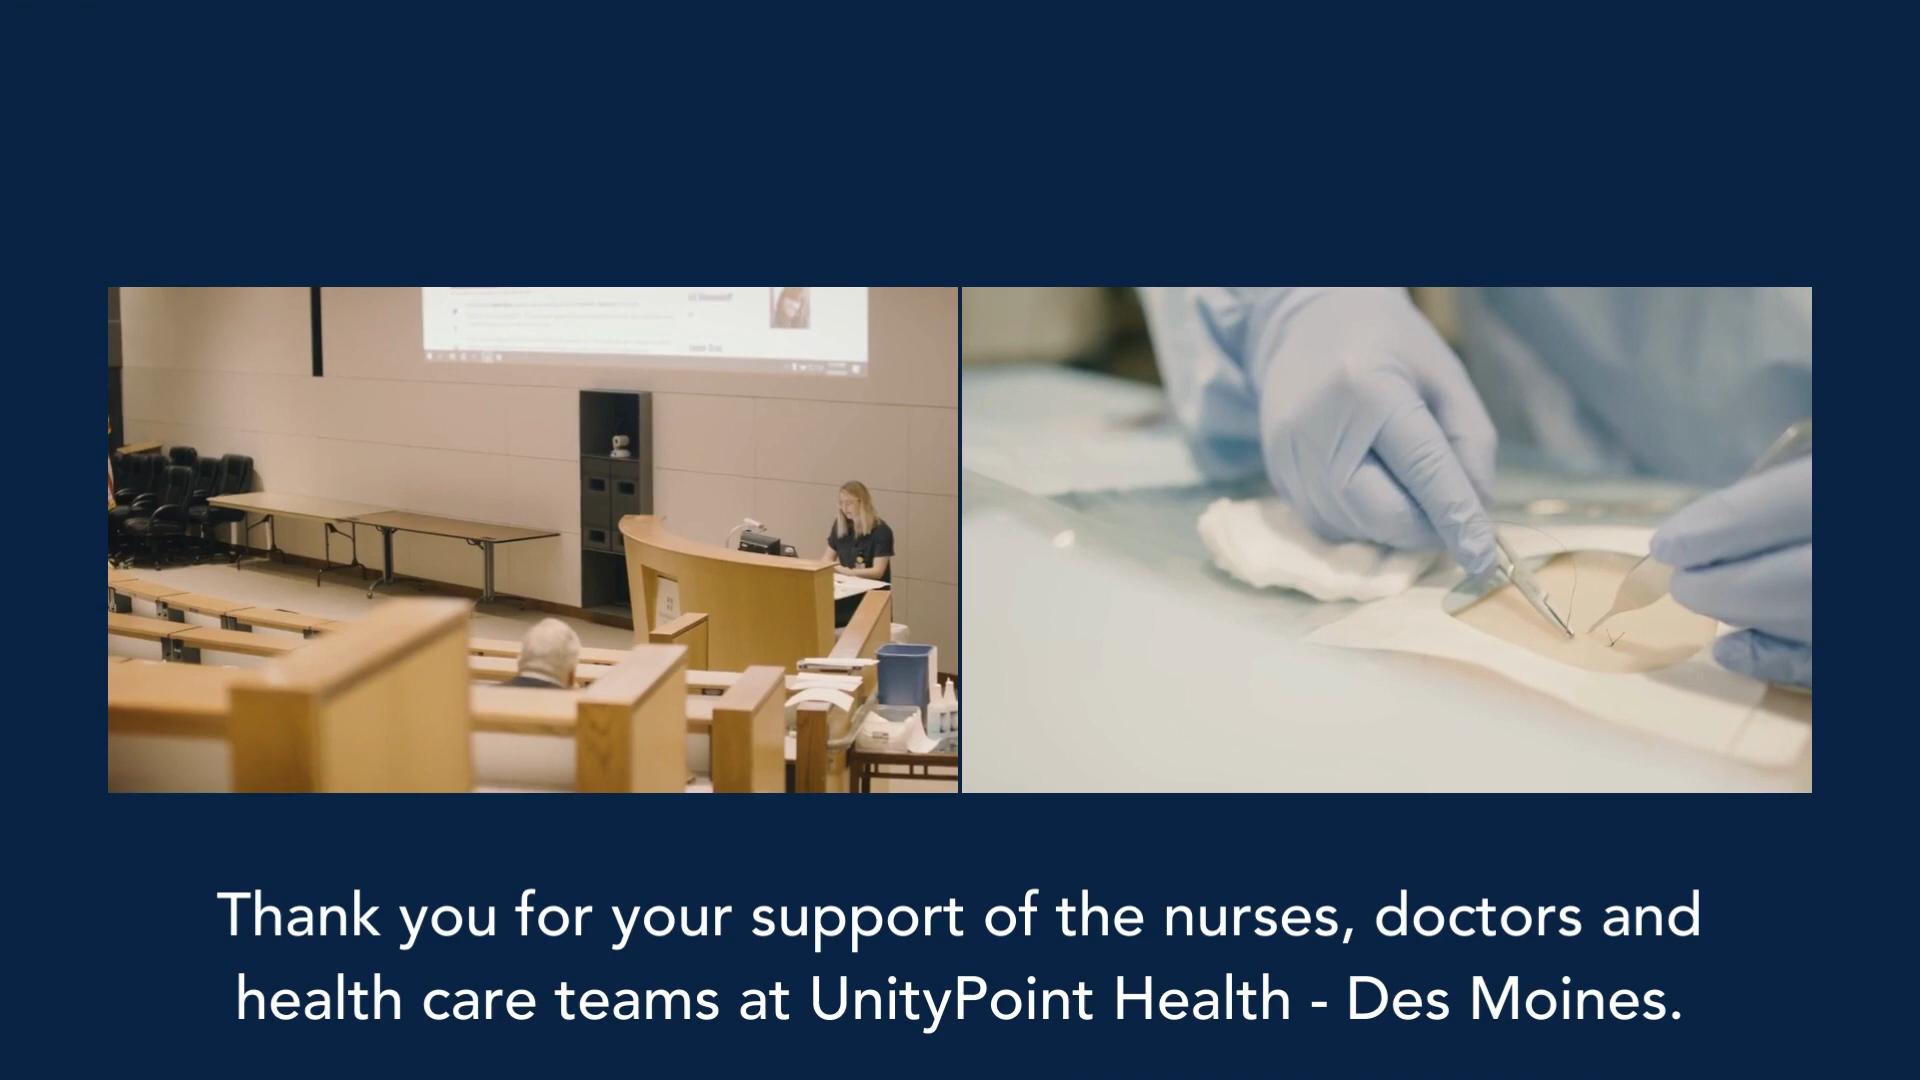 Thank you for your support of the nurses, doctors and
health care teams at UnityPoint Health - Des Moines.